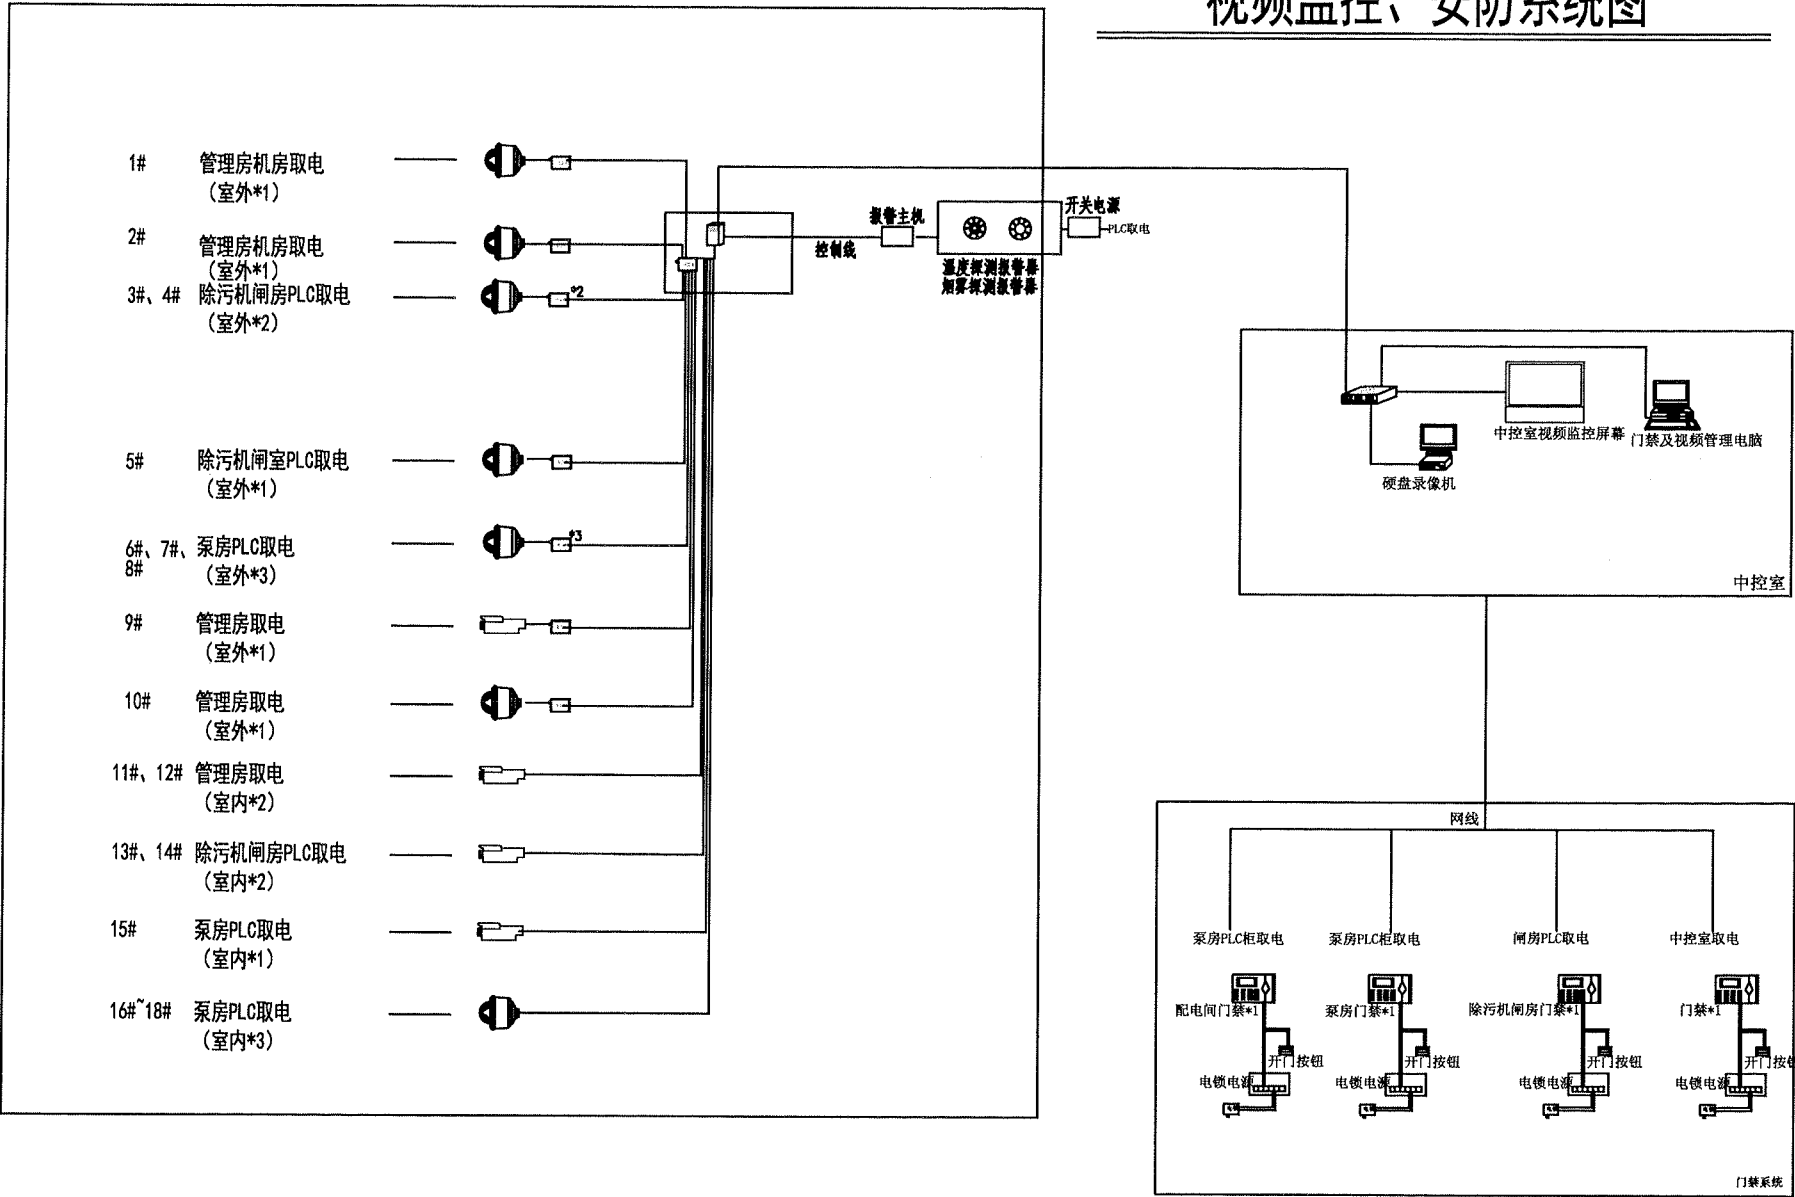 视频监控、安防系统图
1# 管理房机房取电
（室外*1）
2# 管理房机房取电
（室外*1）
3#、4# 除污机闸房PLC取电
（室外*2）
*2
5# 除污机闸室PLC取电
（室外*1）
6#、7#、 泵房PLC取电
8# （室外*3）
*3
9# 管理房取电
（室外*1）
10# 管理房取电
（室外*1）
11#、12# 管理房取电
（室内*2）
13#、14# 除污机闸房PLC取电
（室内*2）
15# 泵房PLC取电
（室内*1）
16#~18# 泵房PLC取电
（室内*3）
报警主机
控制线
开关电源
PLC取电
温度探测报警器
烟雾探测报警器
中控室视频监控屏幕
门禁及视频管理电脑
硬盘录像机
中控室
网线
泵房PLC柜取电
泵房PLC柜取电
闸房PLC取电
中控室取电
配电间门禁*1
泵房门禁*1
除污机闸房门禁*1
门禁*1
开门按钮
开门按钮
开门按钮
开门按钮
电锁电源
电锁电源
电锁电源
电锁电源
门禁系统